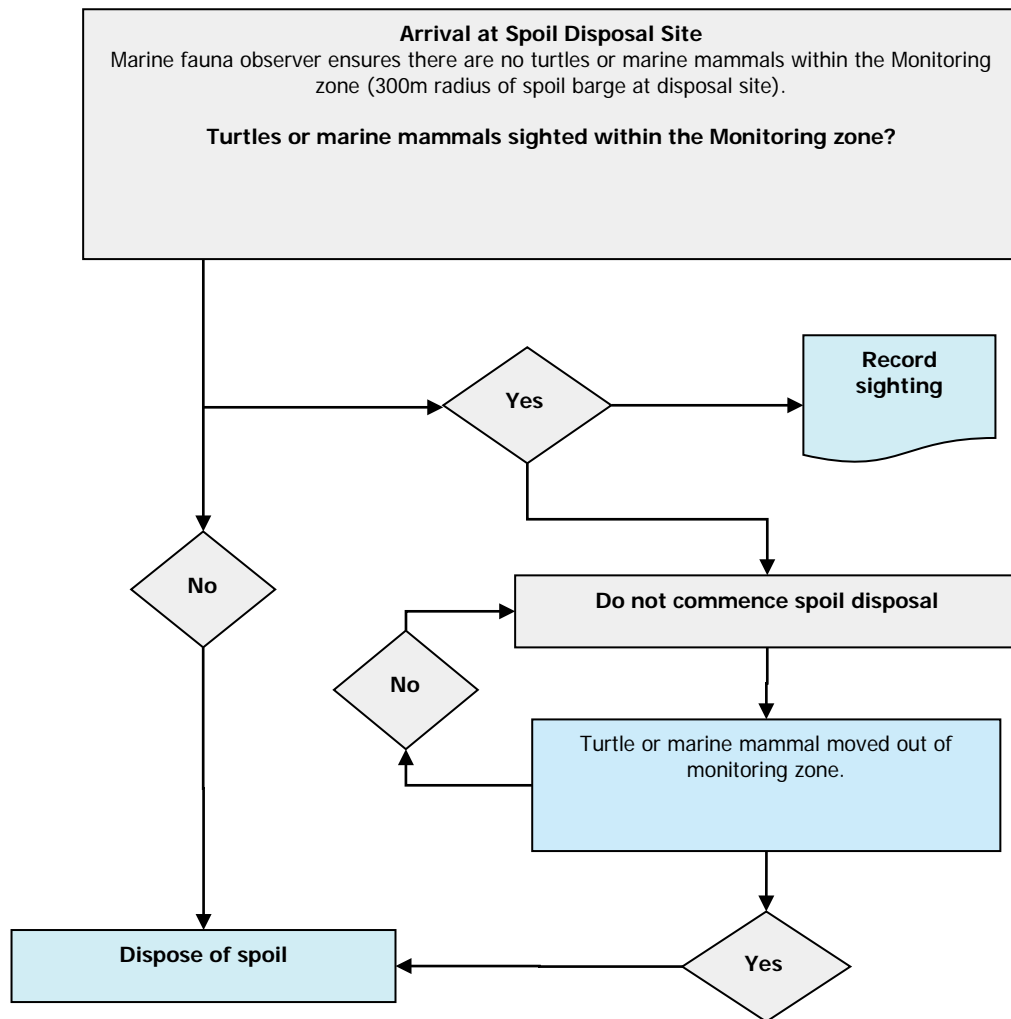 Arrival at Spoil Disposal Site
Marine fauna observer ensures there are no turtles or marine mammals within the Monitoring
zone (300m radius of spoil barge at disposal site).
Turtles or marine mammals sighted within the Monitoring zone?
Record
sighting
Yes
No
Do not commence spoil disposal
No
Turtle or marine mammal moved out of
monitoring zone.
Dispose of spoil
Yes